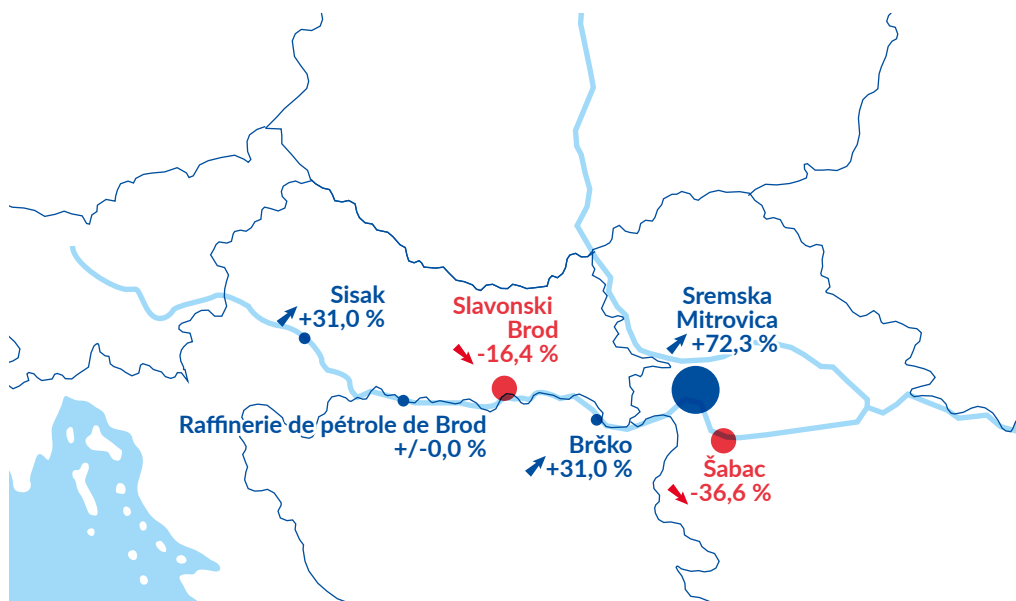 Sisak
+31,0 %
Slavonski
Brod
-16,4 %
Sremska
Mitrovica
+72,3 %
Raffinerie de pétrole de Brod
+/-0,0 %
Brčko
+31,0 %
Šabac
-36,6 %